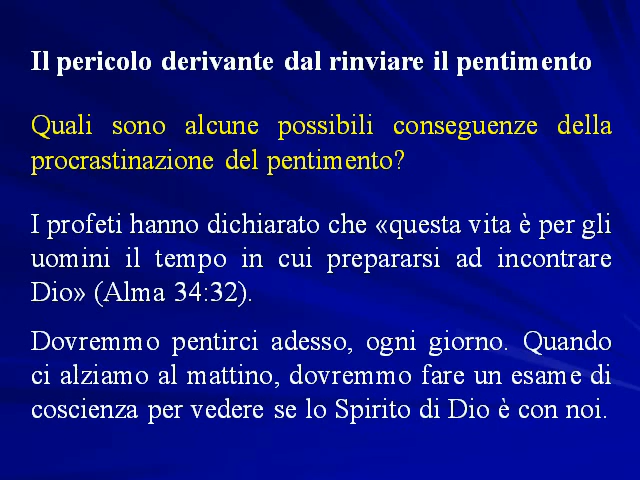 Il pericolo derivante dal rinviare il pentimento
Quali sono alcune possibili conseguenze della
procrastinazione del pentimento?
I profeti hanno dichiarato che «questa vita è per gli
uomini il tempo in cui prepararsi ad incontrare
Dio» (Alma 34:32).
Dovremmo pentirci adesso, ogni giorno. Quando
ci alziamo al mattino, dovremmo fare un esame di
coscienza per vedere se lo Spirito di Dio è con noi.